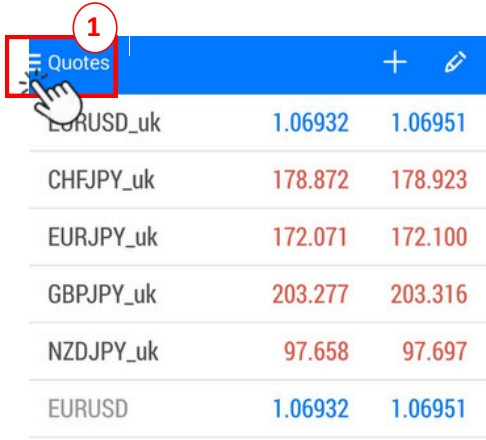 1
Quotes
EURUSD_uk 1.06932 1.06951
CHFJPY_uk 178.872 178.923
EURJPY_uk 172.071 172.100
GBPJPY_uk 203.277 203.316
NZDJPY_uk 97.658 97.697
EURUSD 1.06932 1.06951